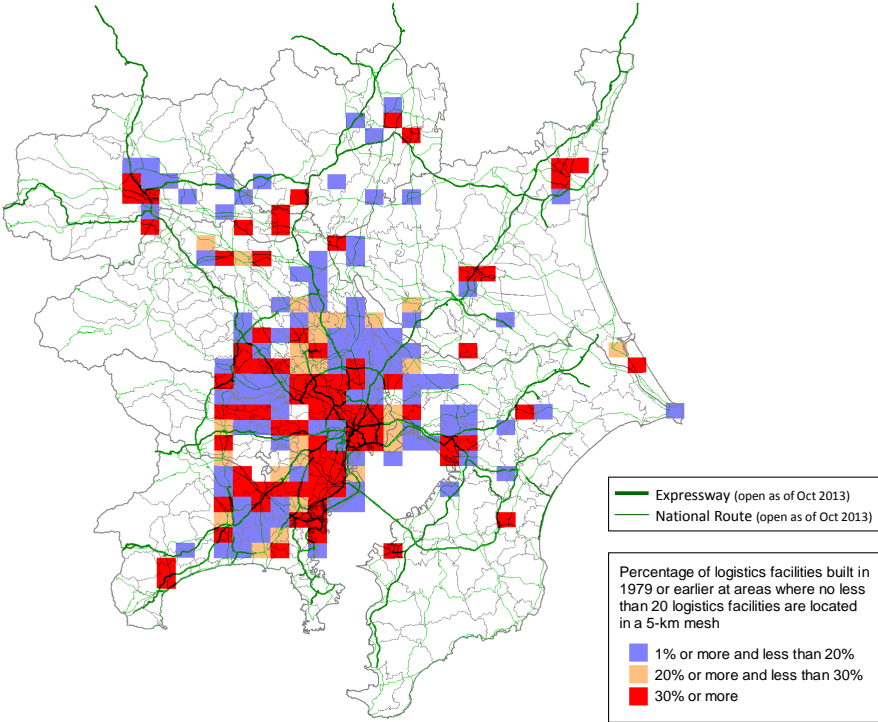 Expressway (open as of Oct 2013)
National Route (open as of Oct 2013)
Percentage of logistics facilities built in
1979 or earlier at areas where no less
than 20 logistics facilities are located
in a 5-km mesh
1% or more and less than 20%
20% or more and less than 30%
30% or more